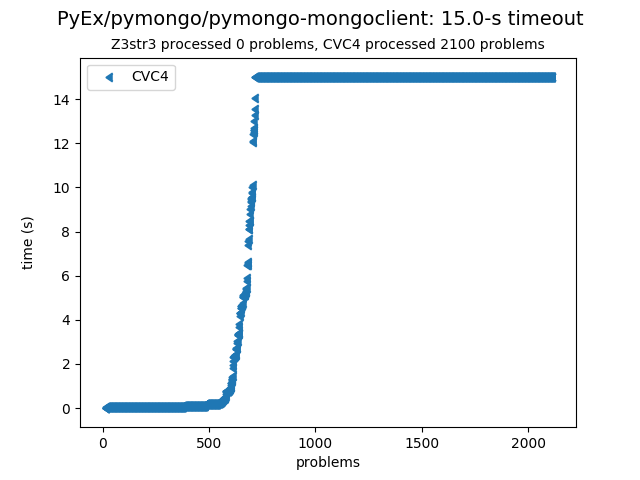 PyEx/pymongo/pymongo-mongoclient: 15.0-s timeout
Z3str3 processed 0 problems, CVC4 processed 2100 problems
CVC4
14
12
10
8
6
4
2
0
time (s)
0 500 1000 1500 2000
problems